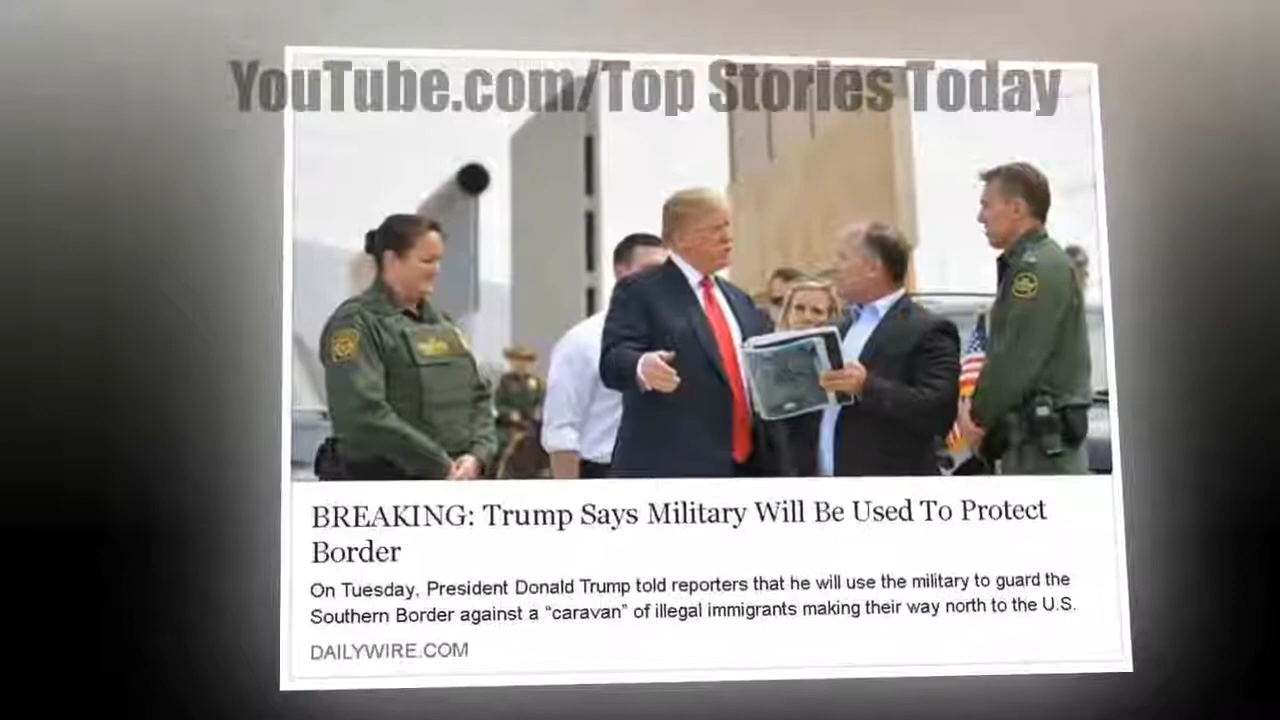 YouTube.com/Top Stories Today
BREAKING: Trump Says Military Will Be Used To Protect
Border
On Tuesday, President Donald Trump told reporters that he will use the military to guard the
Southern Border against a “caravan” of illegal immigrants making their way north to the U.S.
DAILYWIRE.COM